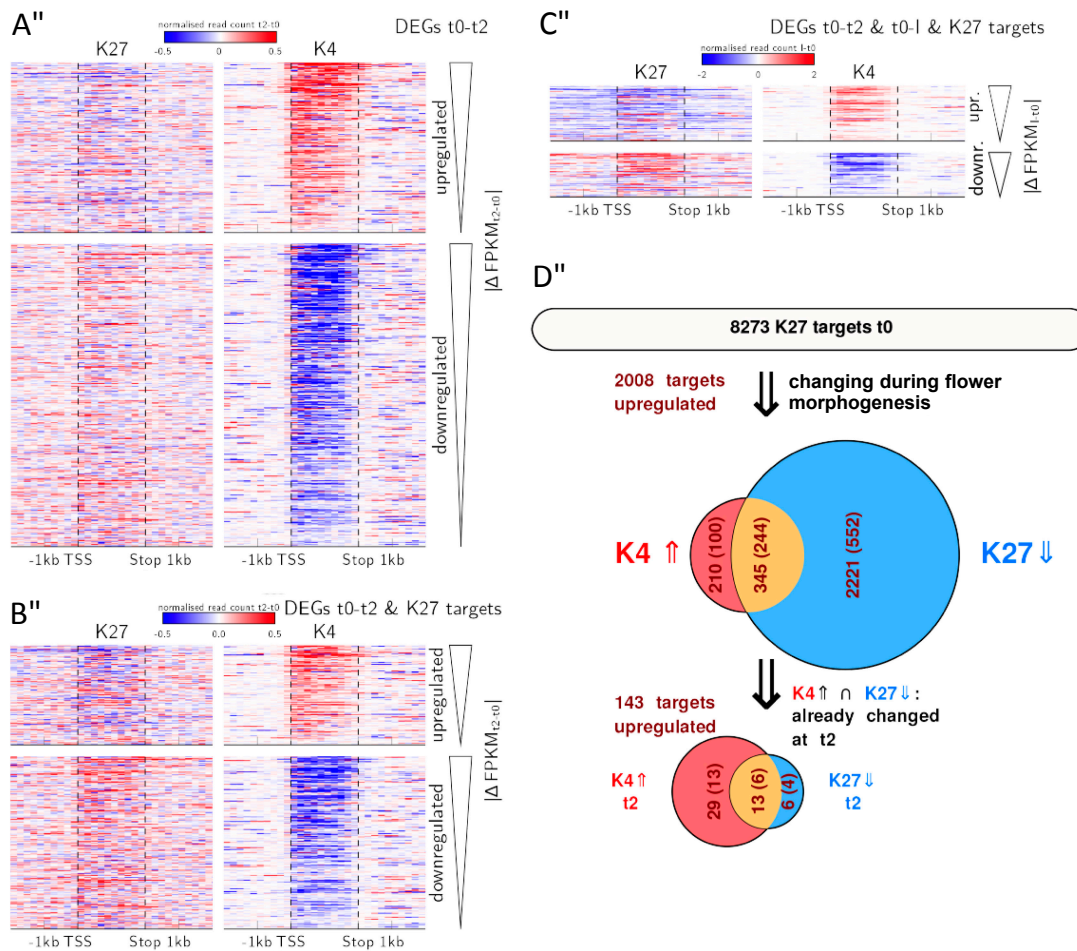 A"
DEGs t0-t2
normalised read count t2-t0
-0.5 0.0 0.5
K27 K4
upregulated
downregulated
|ΔFPKM t2-t0|
-1kb TSS Stop 1kb -1kb TSS Stop 1kb
B"
DEGs t0-t2 & K27 targets
normalised read count t2-t0
-0.5 0.0 0.5
K27 K4
upregulated
downregulated
|ΔFPKM t2-t0|
-1kb TSS Stop 1kb -1kb TSS Stop 1kb
C"
DEGs t0-t2 & t0-I & K27 targets
normalised read count I-t0
-2 0 2
K27 K4
upr.
downr.
|ΔFPKM I-t0|
-1kb TSS Stop 1kb -1kb TSS Stop 1kb
D"
8273 K27 targets t0
2008 targets
upregulated
changing during flower
morphogenesis
K4 ⇑
210 (100)
345 (244)
2221 (552)
K27 ⇓
143 targets
upregulated
K4⇑ ∩ K27⇓:
already changed
at t2
K4⇑
t2
29 (13)
13 (6)
6 (4)
K27⇓
t2